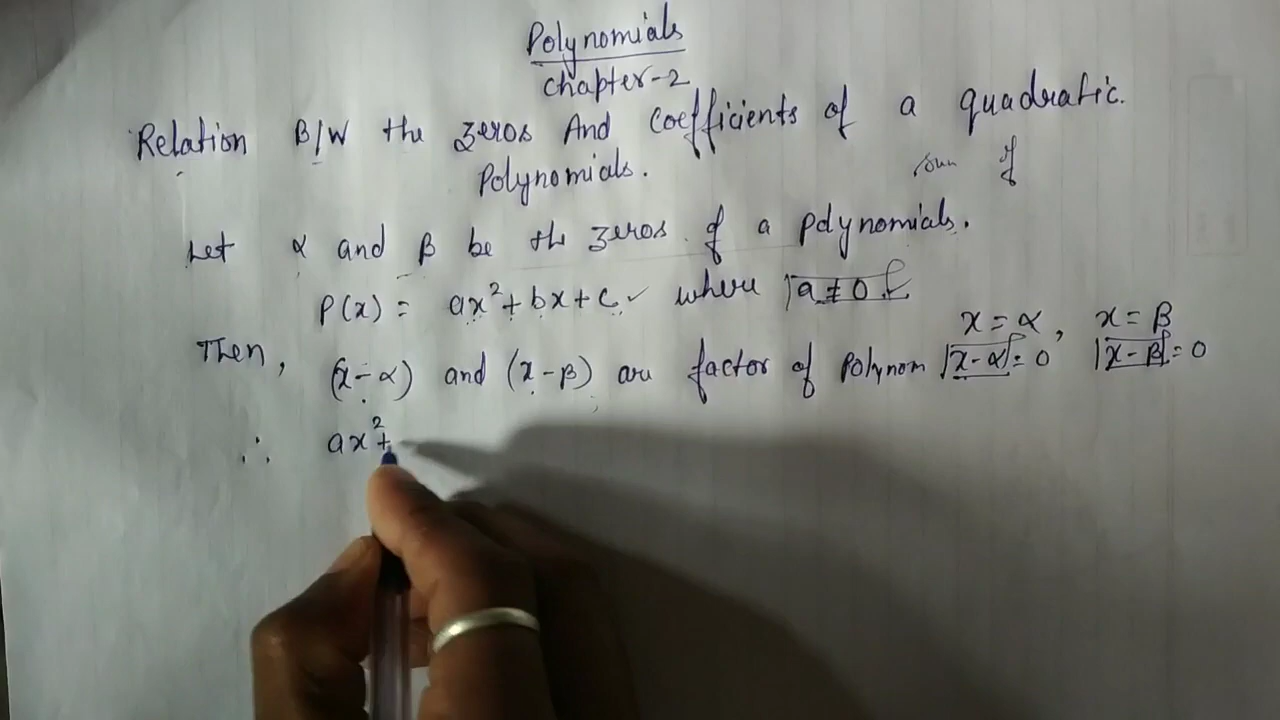 Polynomials
chapter-2
Relation B/W the zeros And coefficients of a quadratic.
Polynomials.
sum of
Let α and β be the zeros of a polynomials.
P(x) = ax²+bx+c ✓ where a ≠ 0.
x = α, x = β
Then, (x-α) and (x-β) are factor of Polynom x-α = 0 x-β = 0
∴ ax²+